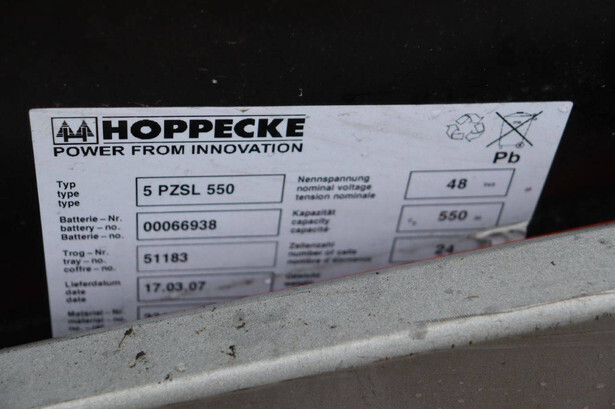 HOPPECKE
POWER FROM INNOVATION
Pb
Typ
type
type
5 PZSL 550
Nennspannung
nominal voltage
tension nominale
48
Batterie-Nr.
battery-no.
Batterie-no.
00066938
Kapazität
capacity
capacité
550
Trog-Nr.
tray-no.
coffre-no.
51183
Zellenzahl
number of cells
24
Lieferdatum
date
date
17.03.07
Material-Nr.